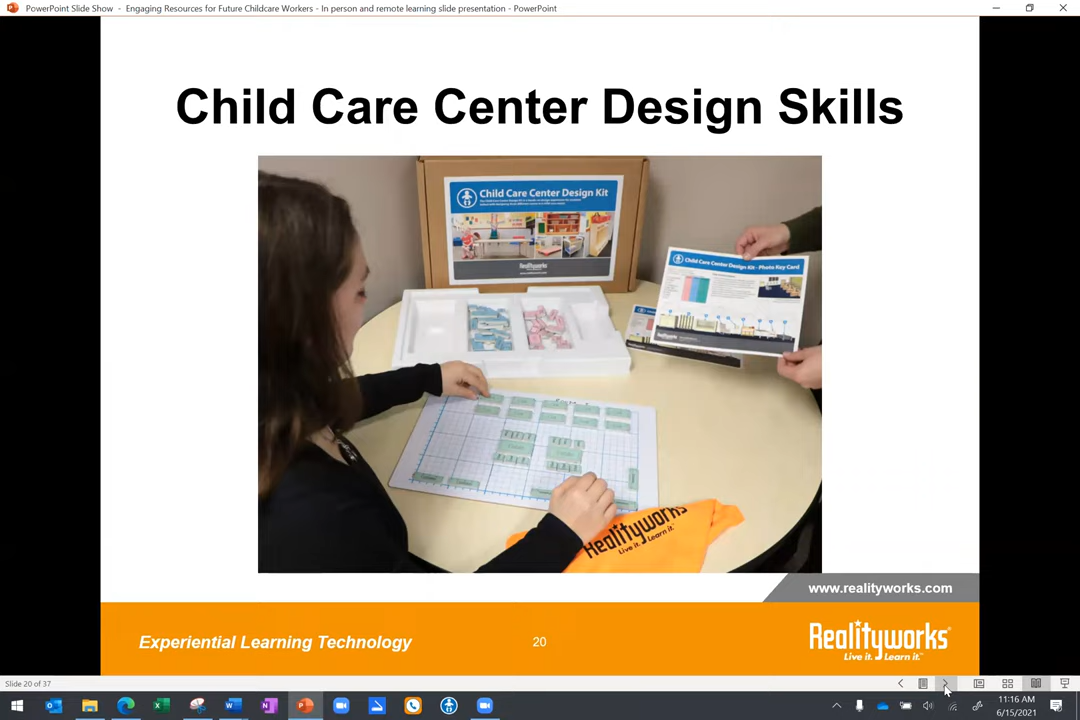 PowerPoint Slide Show - Engaging Resources for Future Childcare Workers - In person and remote learning slide presentation - PowerPoint
Child Care Center Design Skills
Child Care Center Design Kit
Realityworks
Child Care Center Design Kit - Photo Key Card
Realityworks
Live it. Learn it.
www.realityworks.com
Experiential Learning Technology
20
Realityworks
Live it. Learn it.
Slide 20 of 37
11:16 AM
6/15/2021